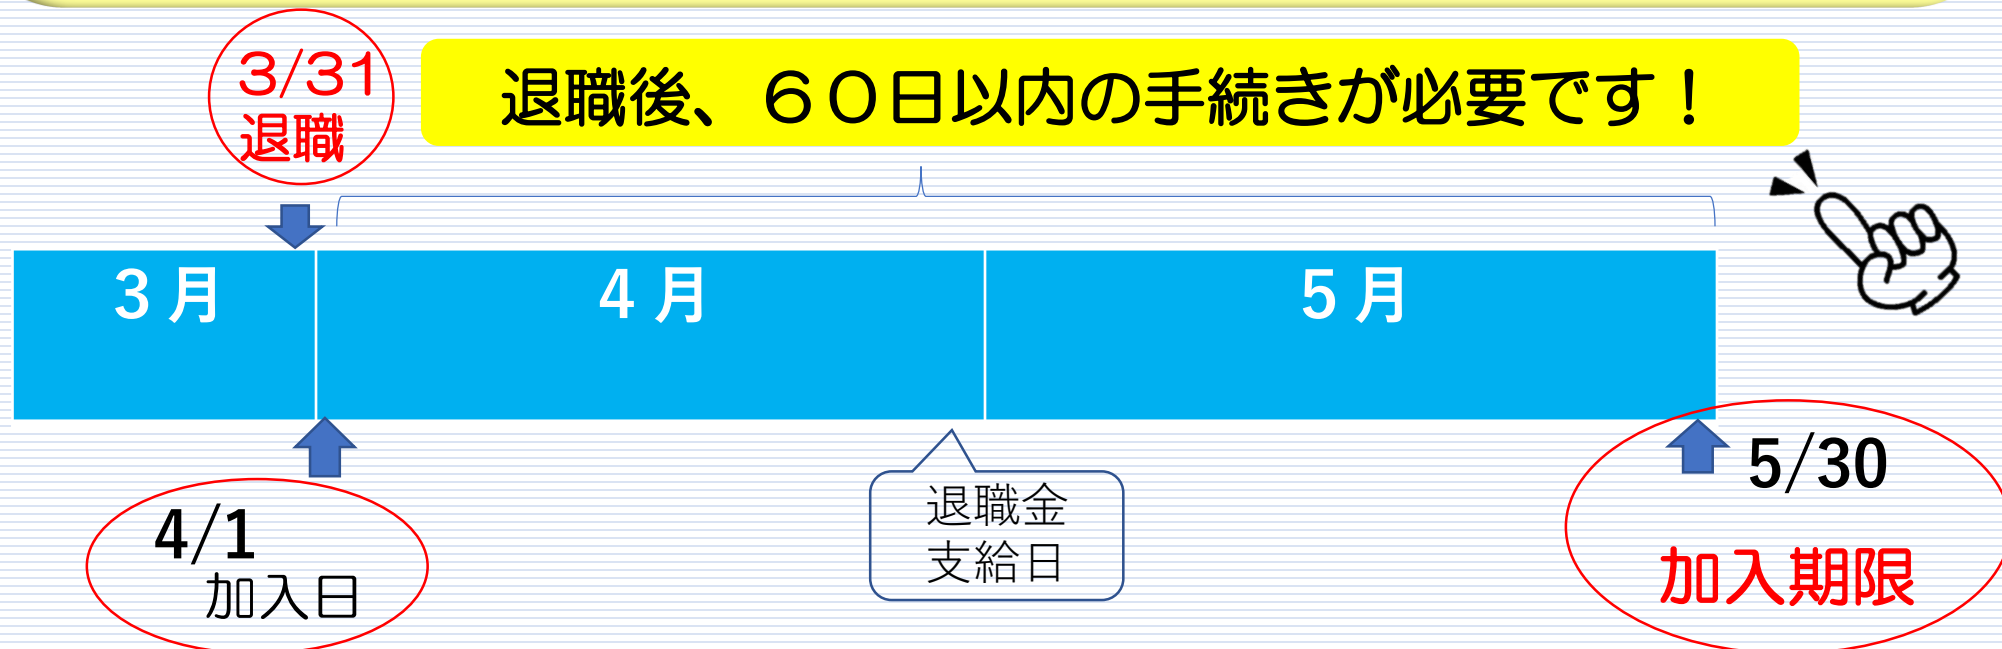 3/31
退職
退職後、60日以内の手続きが必要です！
3月
4月
5月
4/1
加入日
退職金
支給日
5/30
加入期限